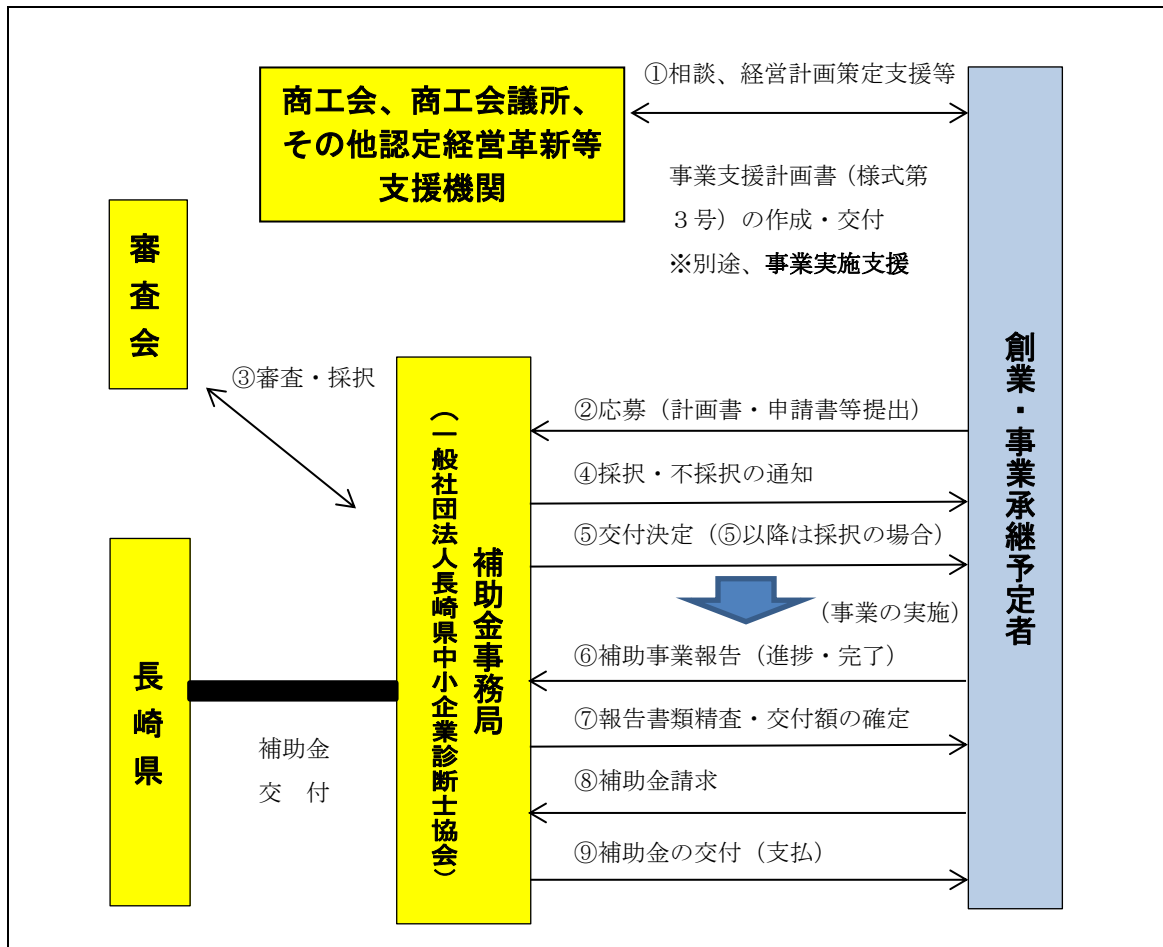 ①相談、経営計画策定支援等
商工会、商工会議所、
その他認定経営革新等
支援機関
事業支援計画書（様式第
３号）の作成・交付
※別途、事業実施支援
審査会
③審査・採択
創業・事業承継予定者
補助金事務局
（一般社団法人長崎県中小企業診断士協会）
②応募（計画書・申請書等提出）
④採択・不採択の通知
⑤交付決定（⑤以降は採択の場合）
（事業の実施）
⑥補助事業報告（進捗・完了）
⑦報告書類精査・交付額の確定
⑧補助金請求
⑨補助金の交付（支払）
長崎県
補助金
交　付